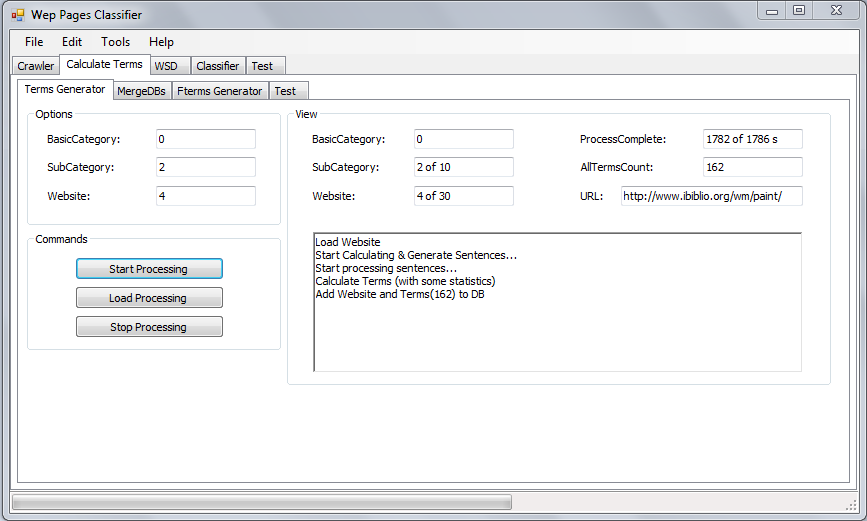 Wep Pages Classifier
File Edit Tools Help
Crawler Calculate Terms WSD Classifier Test
Terms Generator MergeDBs Fterms Generator Test
Options
BasicCategory: 0
SubCategory: 2
Website: 4
Commands
Start Processing
Load Processing
Stop Processing
View
BasicCategory: 0 ProcessComplete: 1782 of 1786 s
SubCategory: 2 of 10 AllTermsCount: 162
Website: 4 of 30 URL: http://www.ibiblio.org/wm/paint/
Load Website
Start Calculating & Generate Sentences...
Start processing sentences...
Calculate Terms (with some statistics)
Add Website and Terms(162) to DB